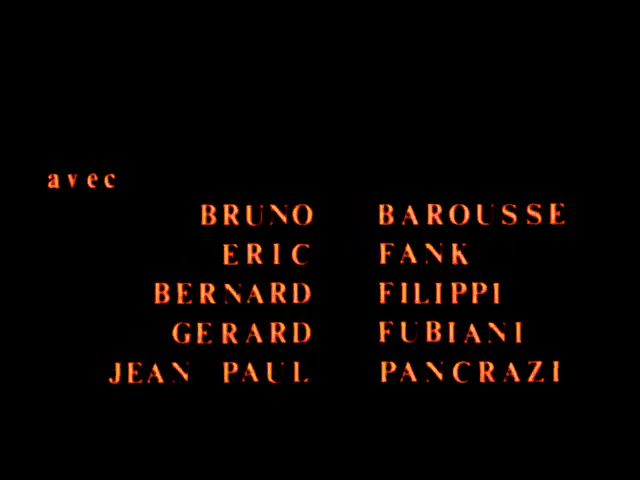 avec
BRUNO BAROUSSE
ERIC FANK
BERNARD FILIPPI
GERARD FUBIANI
JEAN PAUL PANCRAZI